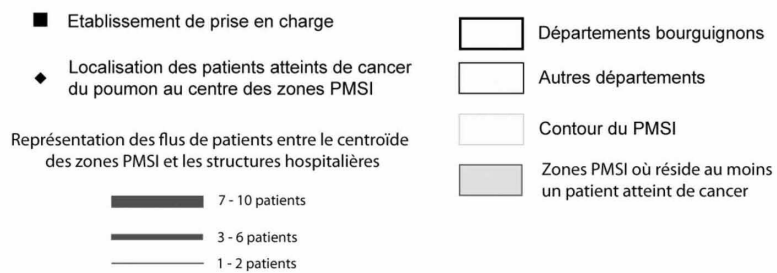 Etablissement de prise en charge
Localisation des patients atteints de cancer
du poumon au centre des zones PMSI
Représentation des flus de patients entre le centroïde
des zones PMSI et les structures hospitalières
7 - 10 patients
3 - 6 patients
1 - 2 patients
Départements bourguignons
Autres départements
Contour du PMSI
Zones PMSI où réside au moins
un patient atteint de cancer